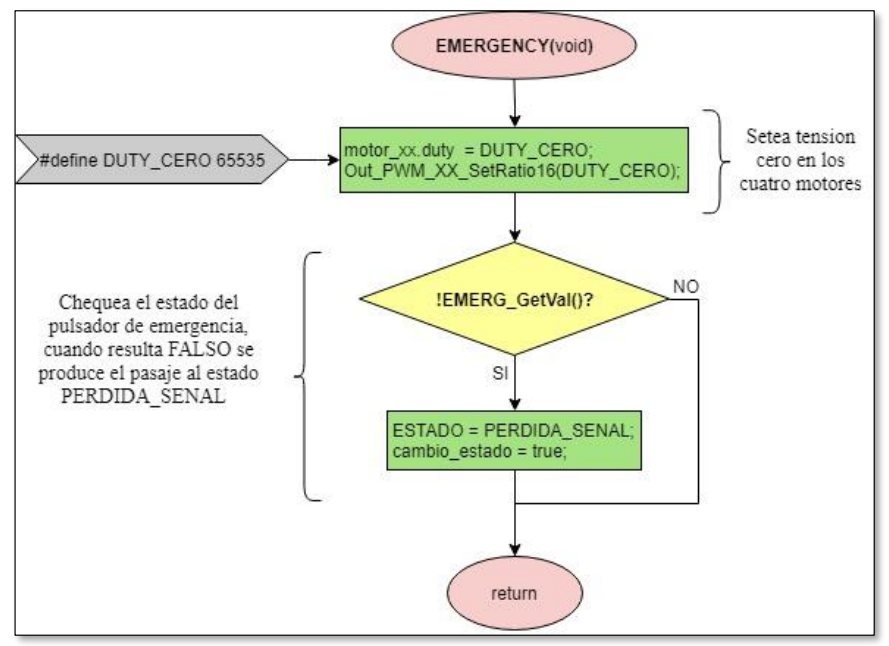 EMERGENCY(void)
#define DUTY_CERO 65535
motor_xx.duty = DUTY_CERO;
Out_PWM_XX_SetRatio16(DUTY_CERO);
Setea tension
cero en los
cuatro motores
!EMERG_GetVal()?
NO
Chequea el estado del
pulsador de emergencia,
cuando resulta FALSO se
produce el pasaje al estado
PERDIDA_SENAL
SI
ESTADO = PERDIDA_SENAL;
cambio_estado = true;
return